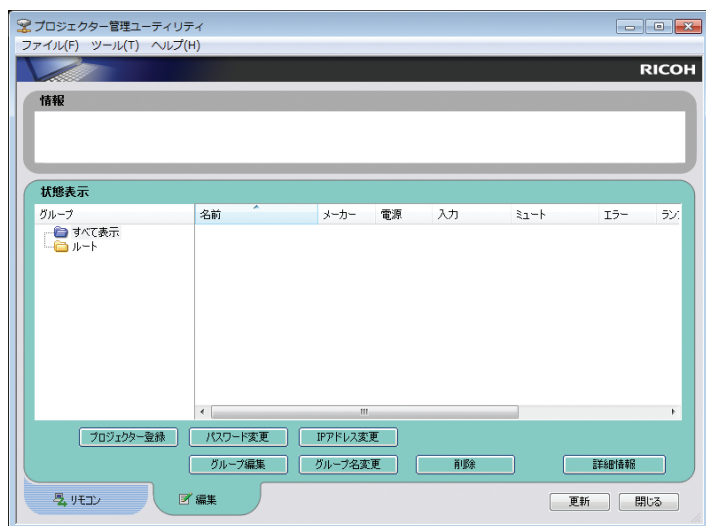 プロジェクター管理ユーティリティ
ファイル(F) ツール(T) ヘルプ(H)
RICOH
情報
状態表示
グループ 名前 メーカー 電源 入力 ミュート エラー ラン
すべて表示
ルート
プロジェクター登録 パスワード変更 IPアドレス変更
グループ編集 グループ名変更 削除 詳細情報
リモコン 編集 更新 閉じる